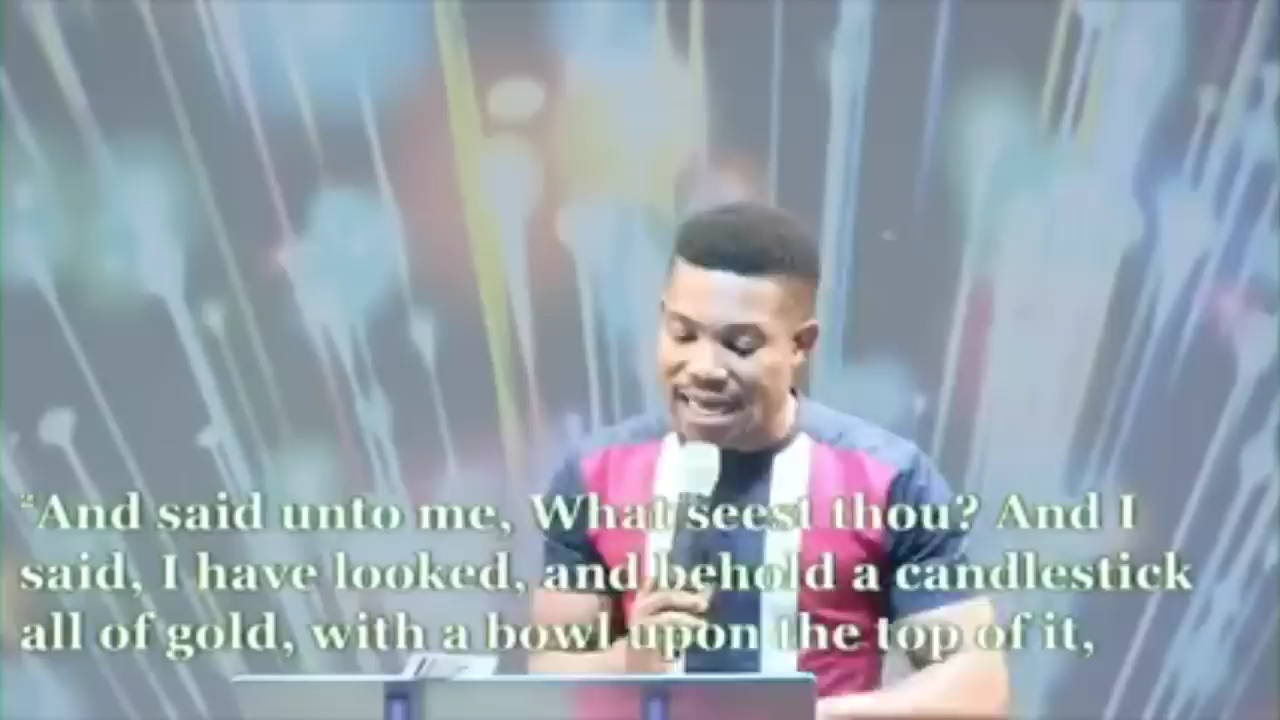 "And said unto me, What seest thou? And I
said, I have looked, and behold a candlestick
all of gold, with a bowl upon the top of it,